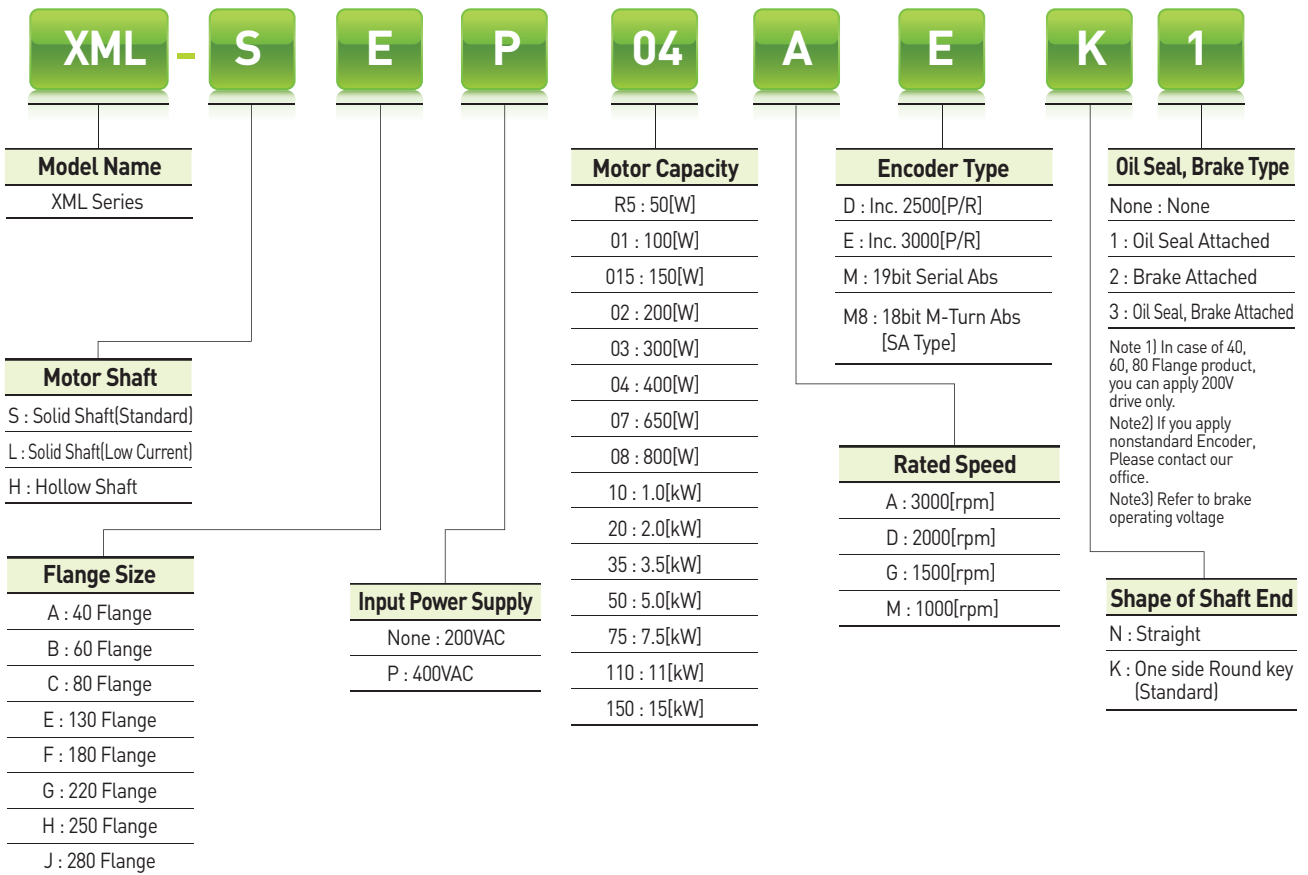 XML - S E P 04 A E K 1
Model Name
XML Series
Motor Shaft
S : Solid Shaft(Standard)
L : Solid Shaft(Low Current)
H : Hollow Shaft
Flange Size
A : 40 Flange
B : 60 Flange
C : 80 Flange
E : 130 Flange
F : 180 Flange
G : 220 Flange
H : 250 Flange
J : 280 Flange
Input Power Supply
None : 200VAC
P : 400VAC
Motor Capacity
R5 : 50[W]
01 : 100[W]
015 : 150[W]
02 : 200[W]
03 : 300[W]
04 : 400[W]
07 : 650[W]
08 : 800[W]
10 : 1.0[kW]
20 : 2.0[kW]
35 : 3.5[kW]
50 : 5.0[kW]
75 : 7.5[kW]
110 : 11[kW]
150 : 15[kW]
Encoder Type
D : Inc. 2500[P/R]
E : Inc. 3000[P/R]
M : 19bit Serial Abs
M8 : 18bit M-Turn Abs
[SA Type]
Rated Speed
A : 3000[rpm]
D : 2000[rpm]
G : 1500[rpm]
M : 1000[rpm]
Oil Seal, Brake Type
None : None
1 : Oil Seal Attached
2 : Brake Attached
3 : Oil Seal, Brake Attached
Note 1) In case of 40,
60, 80 Flange product,
you can apply 200V
drive only.
Note2) If you apply
nonstandard Encoder,
Please contact our
office.
Note3) Refer to brake
operating voltage
Shape of Shaft End
N : Straight
K : One side Round key
(Standard)